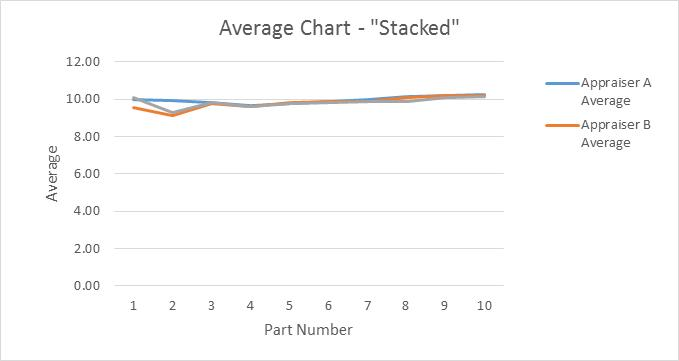 Average Chart - "Stacked"
12.00
10.00
8.00
6.00
4.00
2.00
0.00
Average
1 2 3 4 5 6 7 8 9 10
Part Number
Appraiser A
Average
Appraiser B
Average